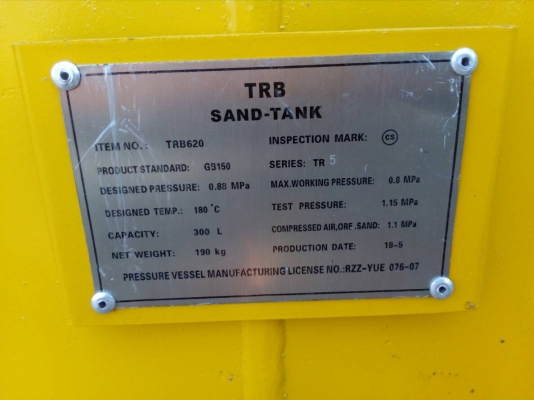 TRB
SAND-TANK
ITEM NO.: TRB620
INSPECTION MARK: CS
PRODUCT STANDARD: GB150
SERIES: TR 5
DESIGNED PRESSURE: 0.88 MPa
MAX.WORKING PRESSURE: 0.8 MPa
DESIGNED TEMP.: 180°C
TEST PRESSURE: 1.15 MPa
CAPACITY: 300 L
COMPRESSED AIR,ORF.SAND: 1.1 MPa
NET WEIGHT: 190 kg
PRODUCTION DATE: 18-5
PRESSURE VESSEL MANUFACTURING LICENSE NO.:RZZ-YUE 076-07